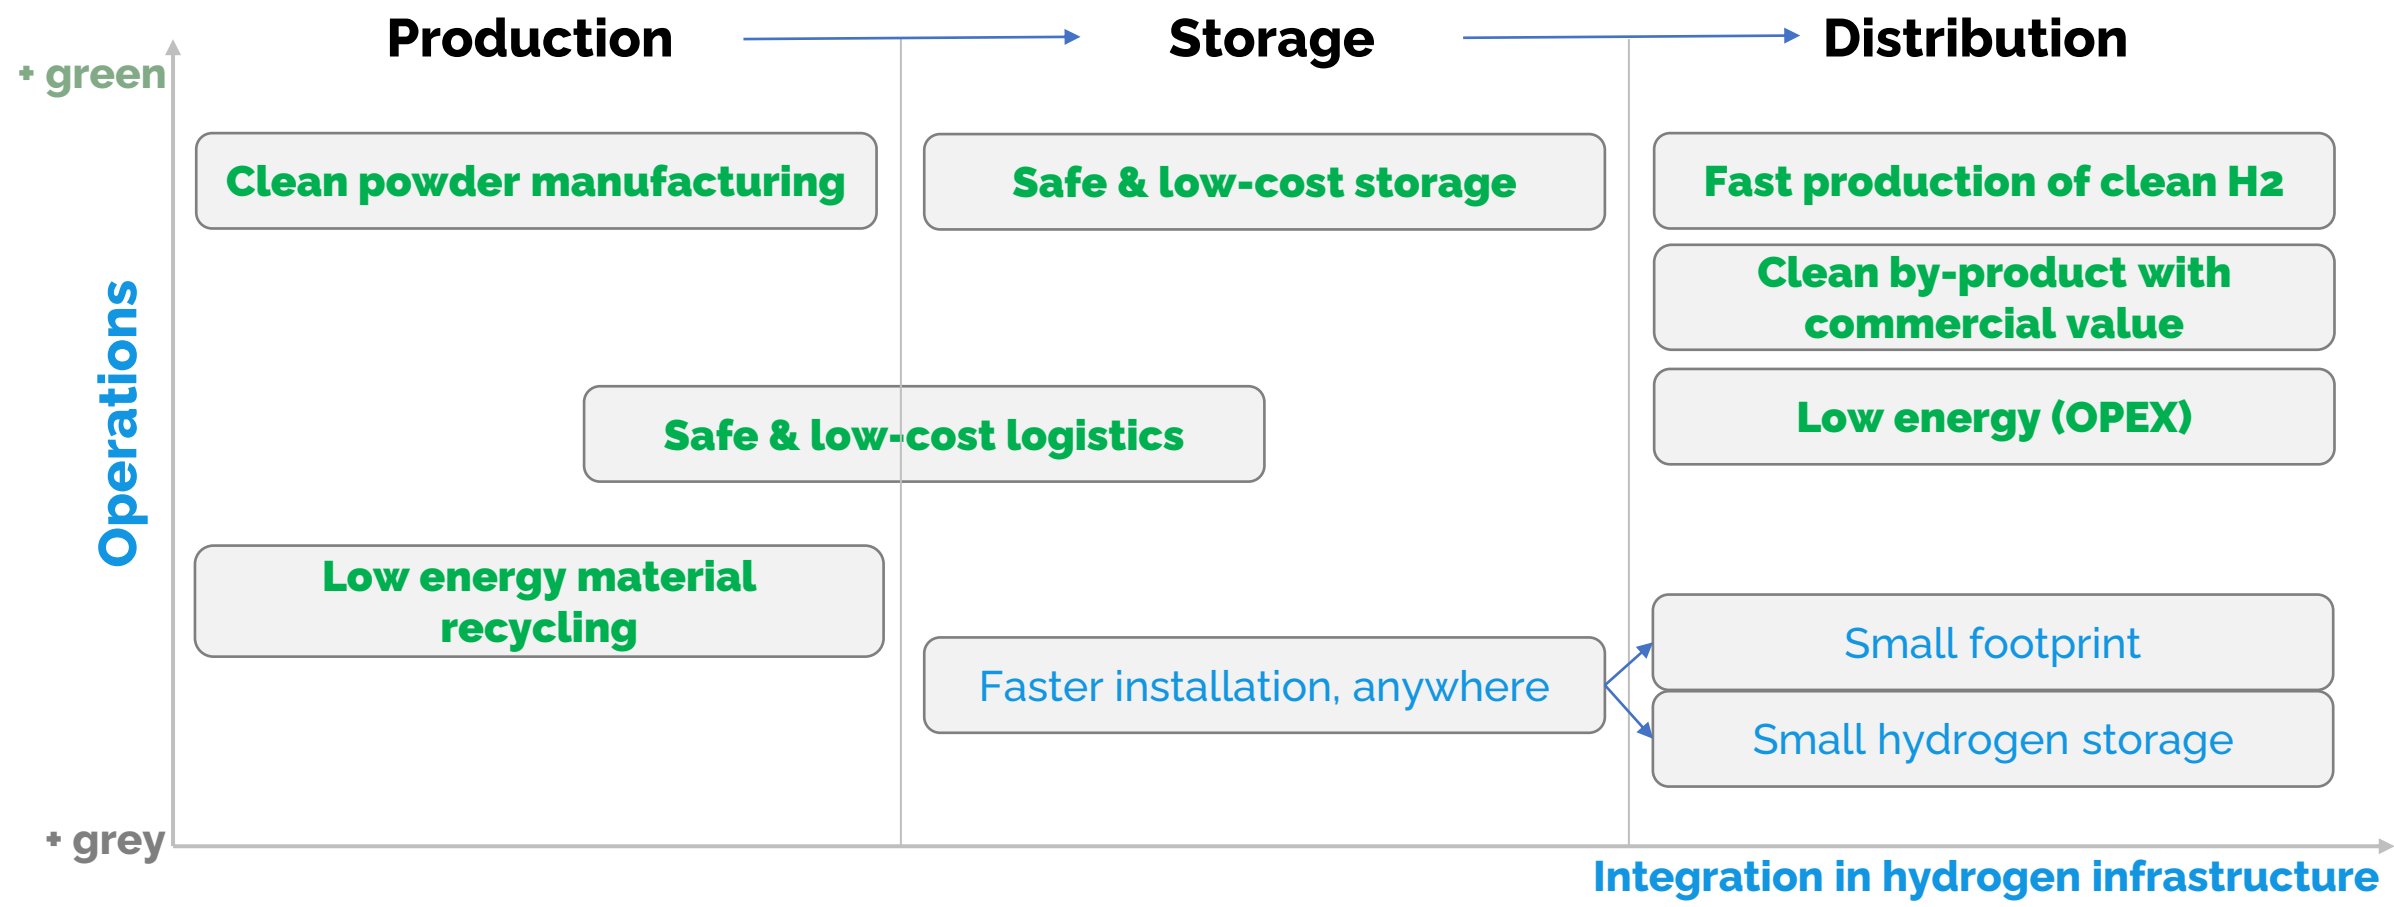 Production
Storage
Distribution
+ green
Clean powder manufacturing
Safe & low-cost storage
Fast production of clean H2
Clean by-product with
commercial value
Operations
Safe & low-cost logistics
Low energy (OPEX)
Low energy material
recycling
Faster installation, anywhere
Small footprint
Small hydrogen storage
+ grey
Integration in hydrogen infrastructure